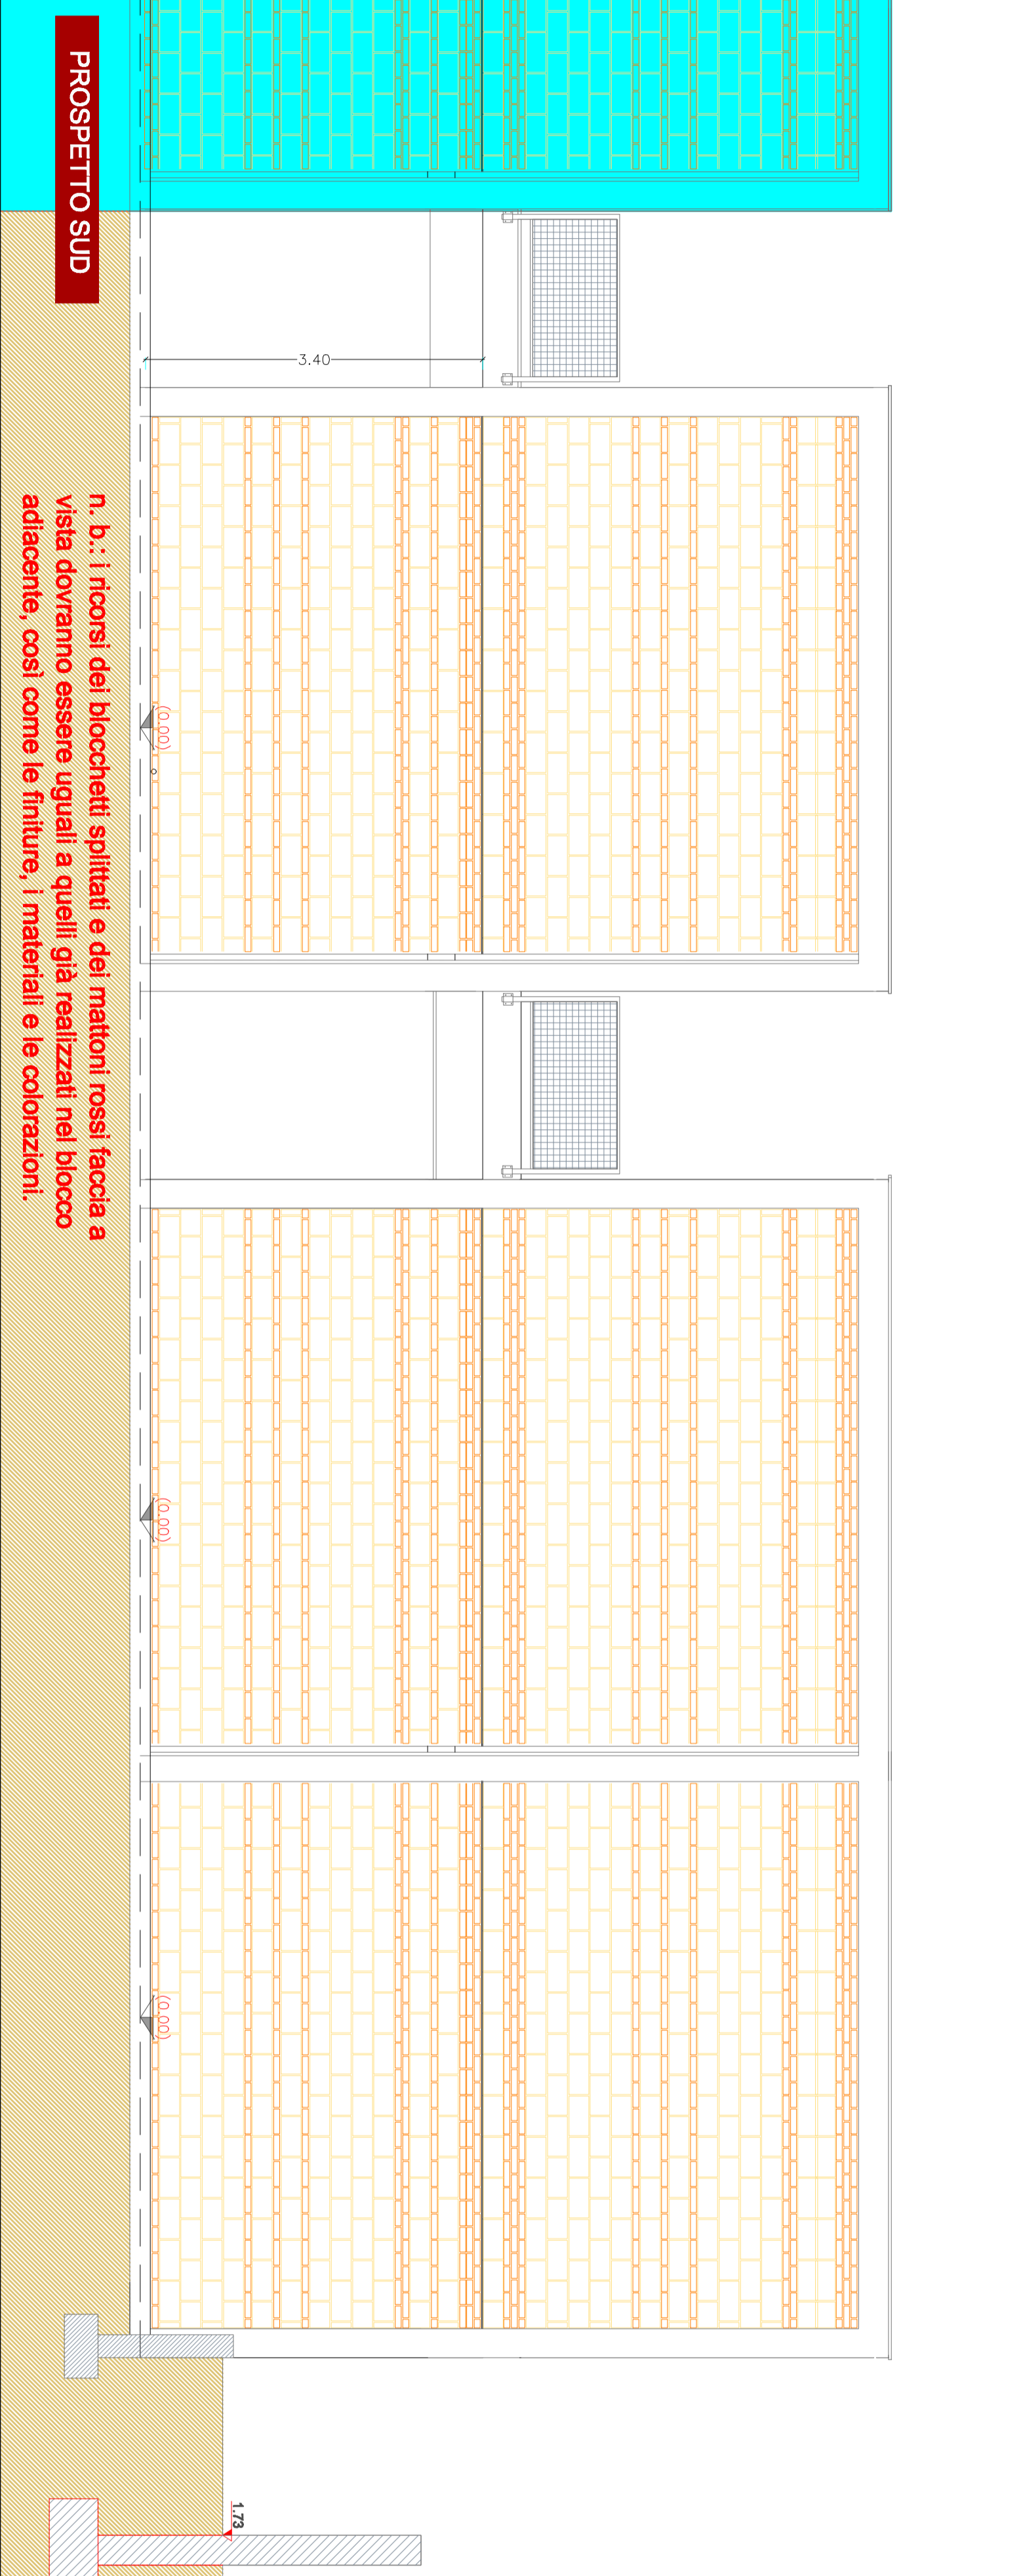 PROSPETTO SUD
3.40
n. b.: i ricorsi dei blocchetti splittati e dei mattoni rossi faccia a
vista dovranno essere uguali a quelli già realizzati nel blocco
adiacente, così come le finiture, i materiali e le colorazioni.
(0.00)
(0.00)
(0.00)
1.73